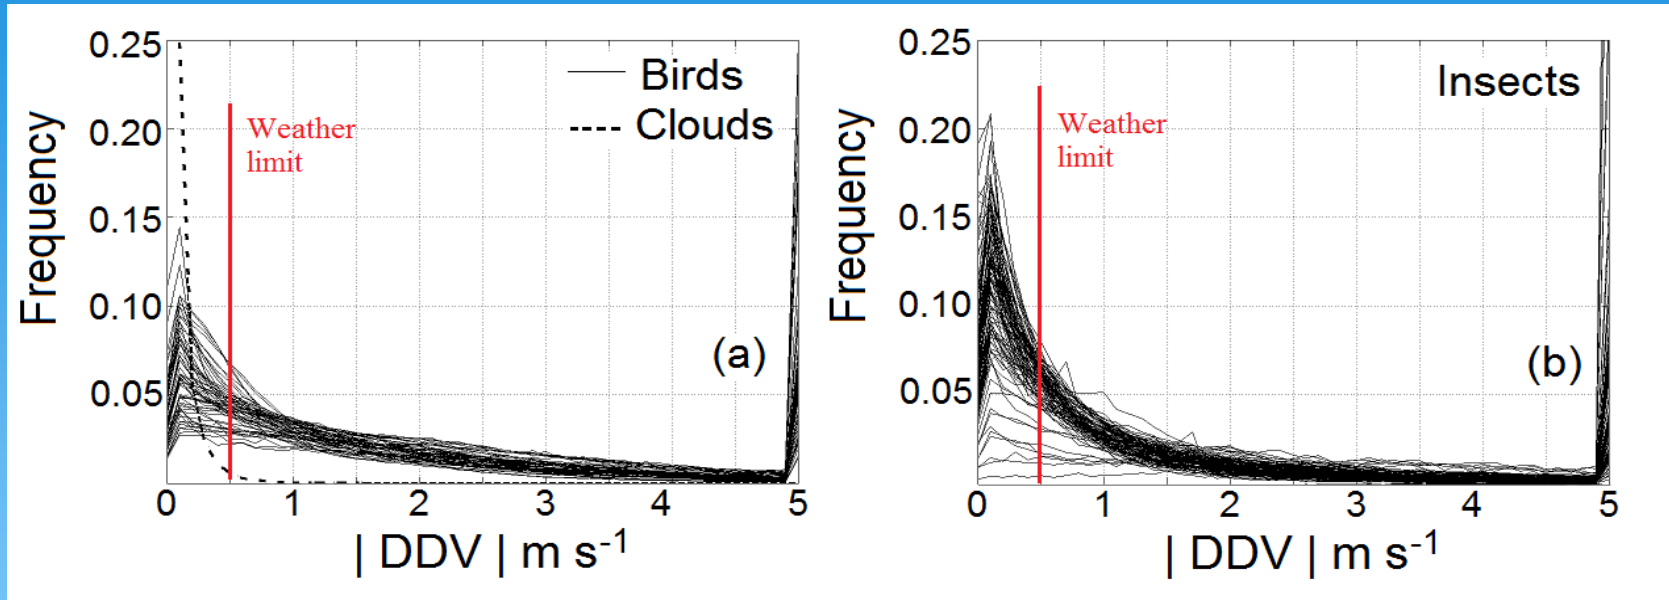 0.25
0.20
0.15
0.10
0.05
Frequency
Birds
Clouds
Weather
limit
(a)
0 1 2 3 4 5
| DDV | m s-1
0.25
0.20
0.15
0.10
0.05
Frequency
Insects
Weather
limit
(b)
0 1 2 3 4 5
| DDV | m s-1